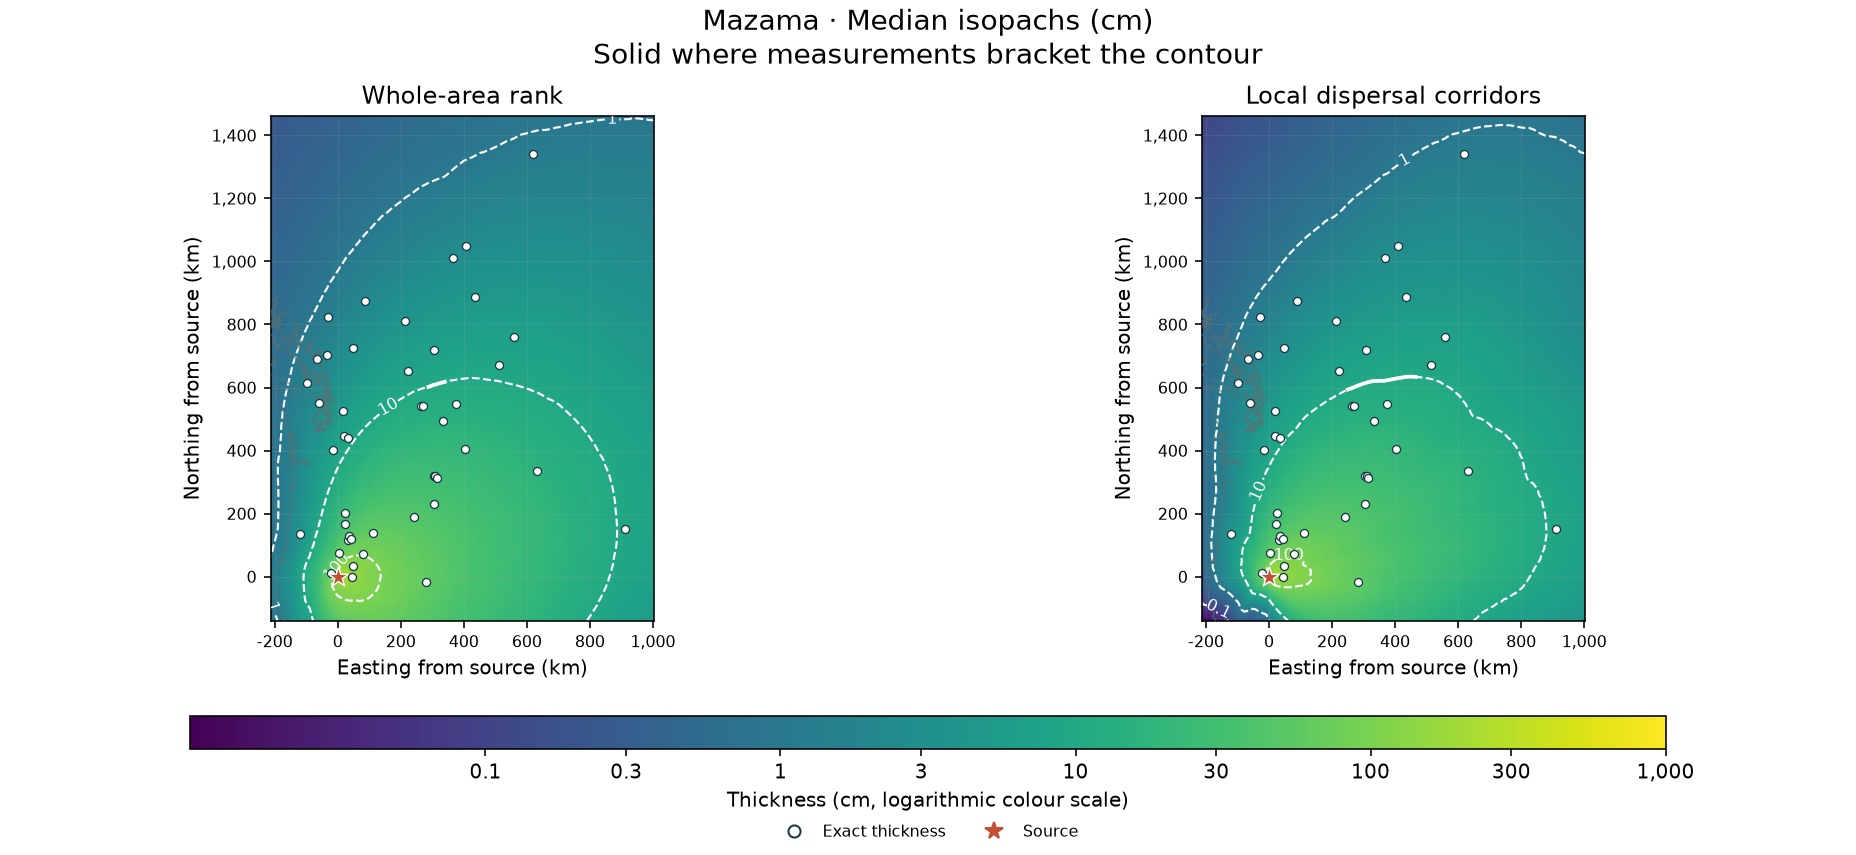 Mazama · Median isopachs (cm)
Solid where measurements bracket the contour
Whole-area rank
Local dispersal corridors
Northing from source (km)
1,400
1,200
1,000
800
600
400
200
0
-200 0 200 400 600 800 1,000
Easting from source (km)
1
10
100
1
Northing from source (km)
1,400
1,200
1,000
800
600
400
200
0
-200 0 200 400 600 800 1,000
Easting from source (km)
1
10
100
0.1
0.1 0.3 1 3 10 30 100 300 1,000
Thickness (cm, logarithmic colour scale)
Exact thickness
Source